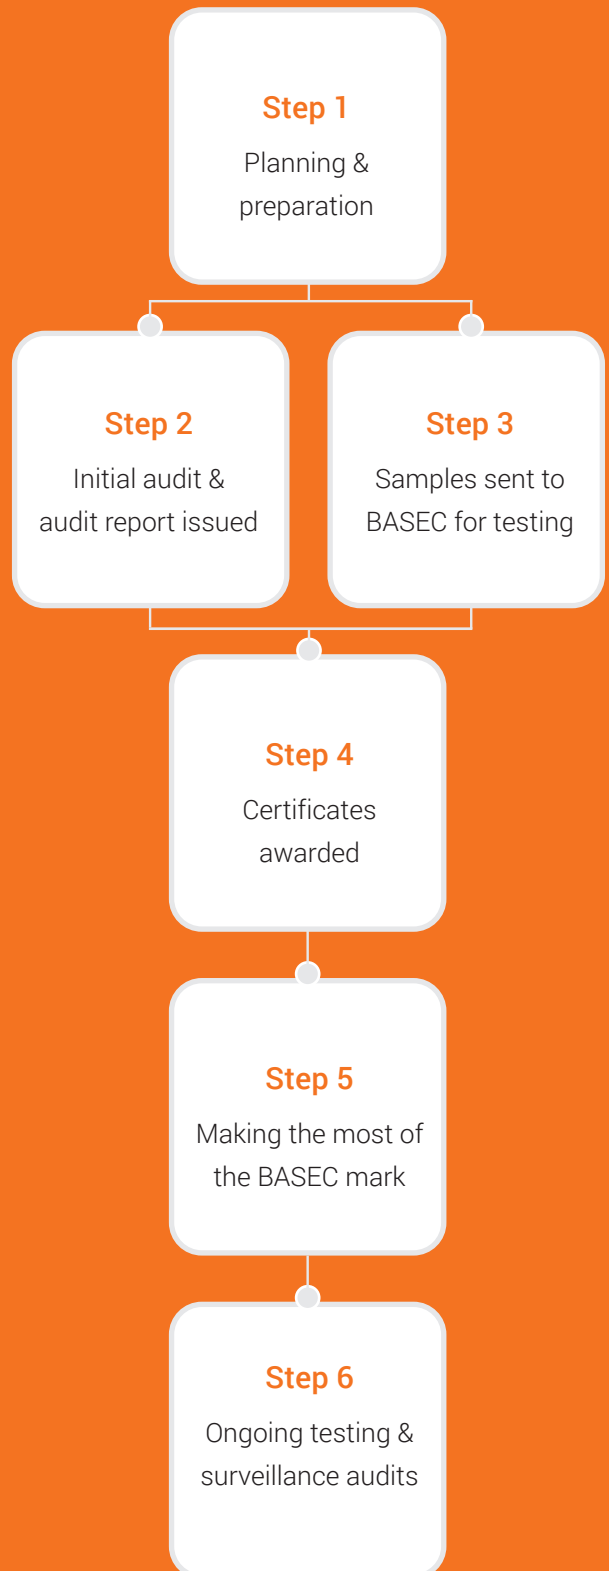 Step 1
Planning &
preparation
Step 2
Initial audit &
audit report issued
Step 3
Samples sent to
BASEC for testing
Step 4
Certificates
awarded
Step 5
Making the most of
the BASEC mark
Step 6
Ongoing testing &
surveillance audits